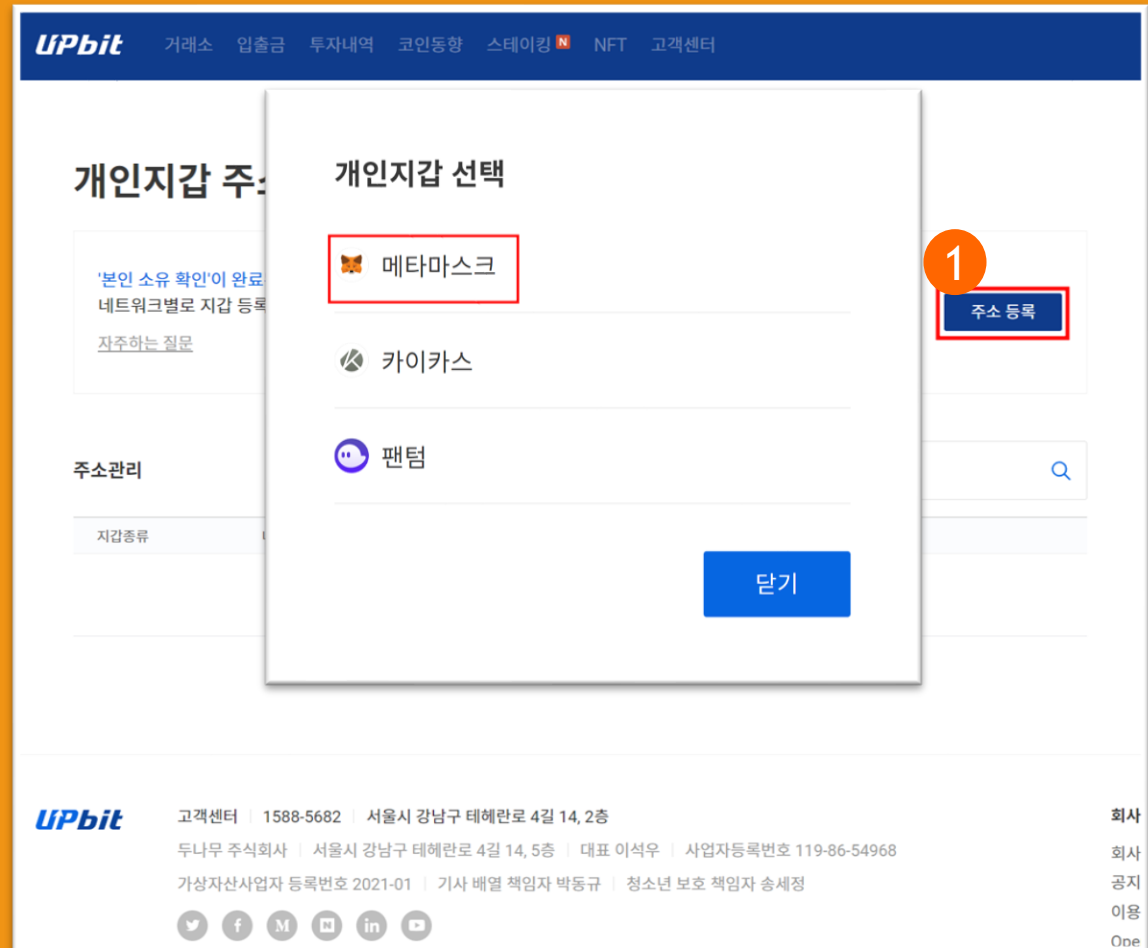 UPbit 거래소 입출금 투자내역 코인동향 스테이킹 N NFT 고객센터
개인지갑 주
개인지갑 선택
메타마스크
카이카스
팬텀
닫기
'본인 소유 확인'이 완료
네트워크별로 지갑 등록
자주하는 질문
1
주소 등록
주소관리
지갑종류
UPbit
고객센터 1588-5682 서울시 강남구 테헤란로 4길 14, 2층
두나무 주식회사 서울시 강남구 테헤란로 4길 14, 5층 대표 이석우 사업자등록번호 119-86-54968
가상자산사업자 등록번호 2021-01 기사 배열 책임자 박동규 청소년 보호 책임자 송세정
회사
회사
공지
이용
Ope